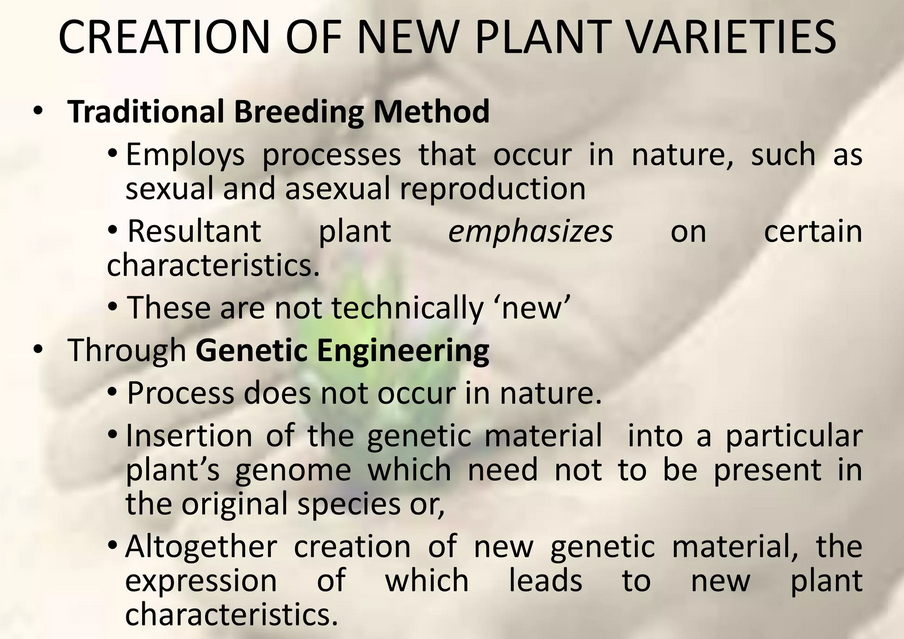 CREATION OF NEW PLANT VARIETIES
• Traditional Breeding Method
• Employs processes that occur in nature, such as
sexual and asexual reproduction
• Resultant plant emphasizes on certain
characteristics.
• These are not technically ‘new’
• Through Genetic Engineering
• Process does not occur in nature.
• Insertion of the genetic material into a particular
plant’s genome which need not to be present in
the original species or,
• Altogether creation of new genetic material, the
expression of which leads to new plant
characteristics.